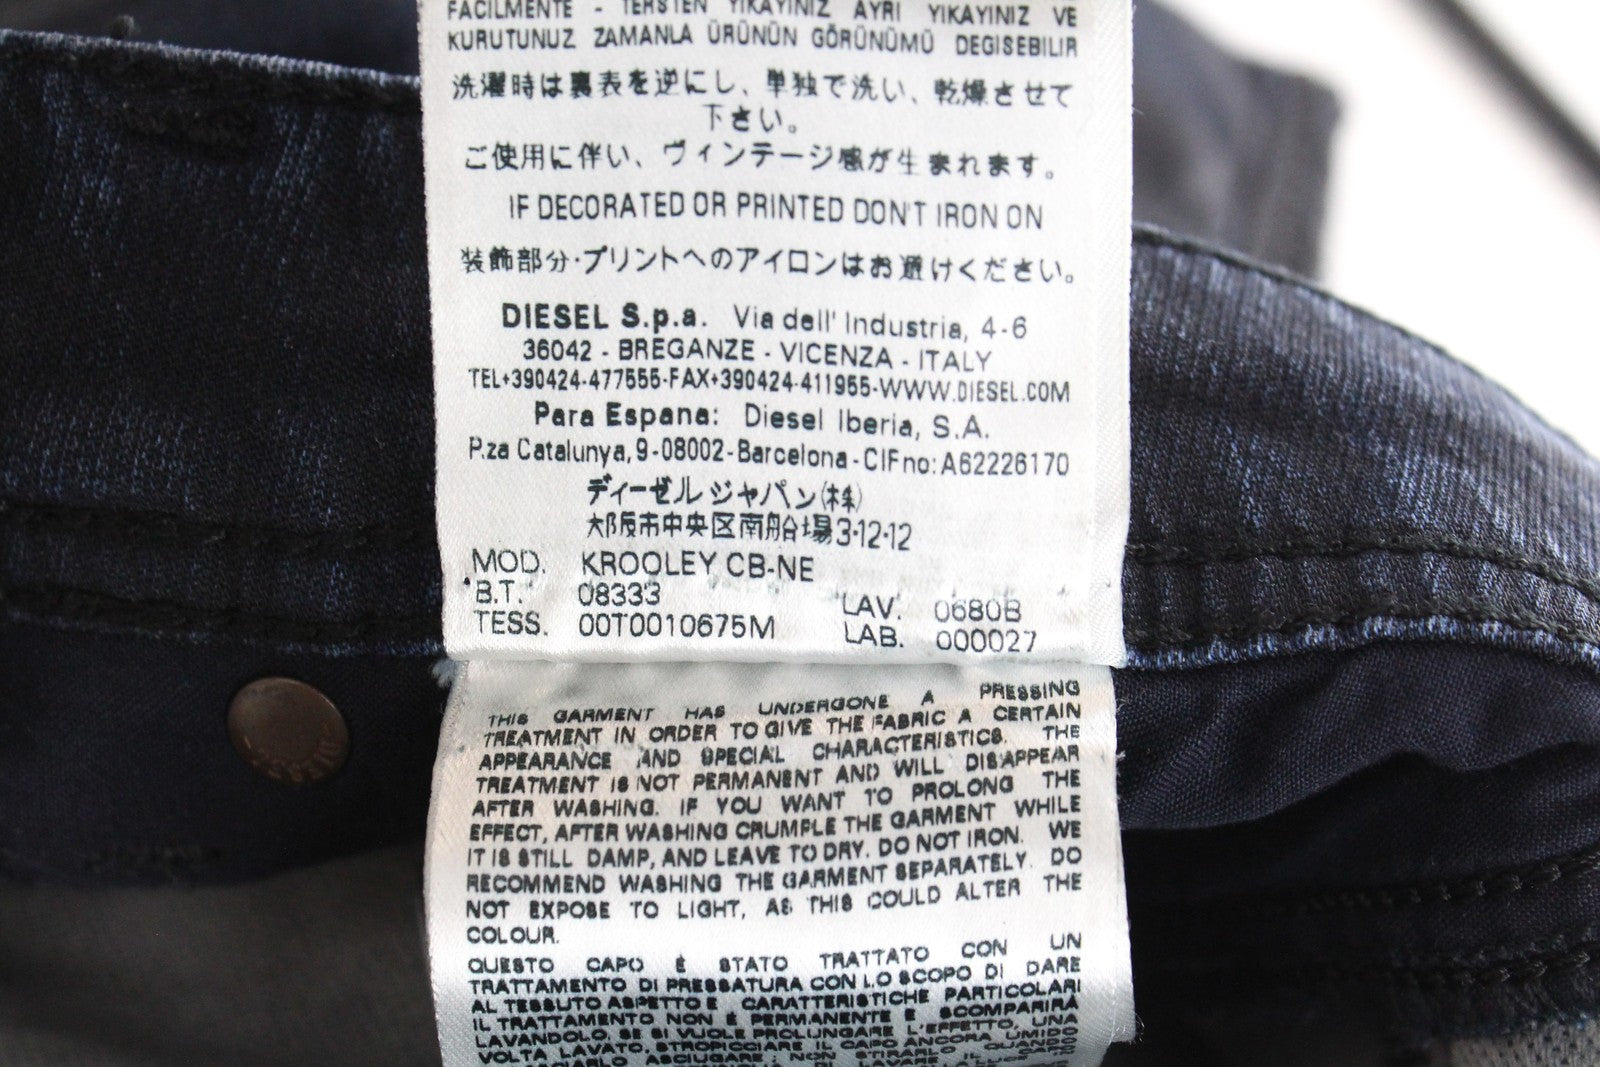 FACILMENTE - TERSTEN YIKAYINIZ AYRI YIKAYINIZ VE
KURUTUNUZ ZAMANLA ÜRÜNÜN GÖRÜNÜMÜ DEGISEBILIR
洗濯時は裏表を逆にし、単独で洗い、乾燥させて
下さい。
ご使用に伴い、ヴィンテージ感が生まれます。
IF DECORATED OR PRINTED DON'T IRON ON
装飾部分・プリントへのアイロンはお避けください。
DIESEL S.p.a. Via dell' Industria, 4-6
36042 - BREGANZE - VICENZA - ITALY
TEL+390424-477555-FAX+390424-411955-WWW.DIESEL.COM
Para Espana: Diesel Iberia, S.A.
P.za Catalunya, 9-08002-Barcelona-CIF no: A62226170
ディーゼル ジャパン(株)
大阪市中央区南船合場3-12-12
MOD. KROOLEY CB-NE
B.T. 08333 LAV. 0680B
TESS. 00T0010675M LAB. 000027
THIS GARMENT HAS UNDERGONE A PRESSING
TREATMENT IN ORDER TO GIVE THE FABRIC A CERTAIN
APPEARANCE AND SPECIAL CHARACTERISTICS. THE
TREATMENT IS NOT PERMANENT AND WILL DISAPPEAR
AFTER WASHING. IF YOU WANT TO PROLONG THE
EFFECT, AFTER WASHING CRUMPLE THE GARMENT WHILE
IT IS STILL DAMP, AND LEAVE TO DRY. DO NOT IRON. WE
RECOMMEND WASHING THE GARMENT SEPARATELY. DO
NOT EXPOSE TO LIGHT, AS THIS COULD ALTER THE
COLOUR.
QUESTO CAPO È STATO TRATTATO CON UN
TRATTAMENTO DI PRESSATURA CON LO SCOPO DI DARE
AL TESSUTO ASPETTO E CARATTERISTICHE PARTICOLARI
IL TRATTAMENTO NON È PERMANENTE E SCOMPARIRÀ
LAVANDOLO. SE SI VUOLE PROLUNGARE L'EFFETTO, UNA
VOLTA LAVATO, STROPICCIARE IL CAPO ANCORA UMIDO
ASCIUGARE; NON STIRARLO QUANDO